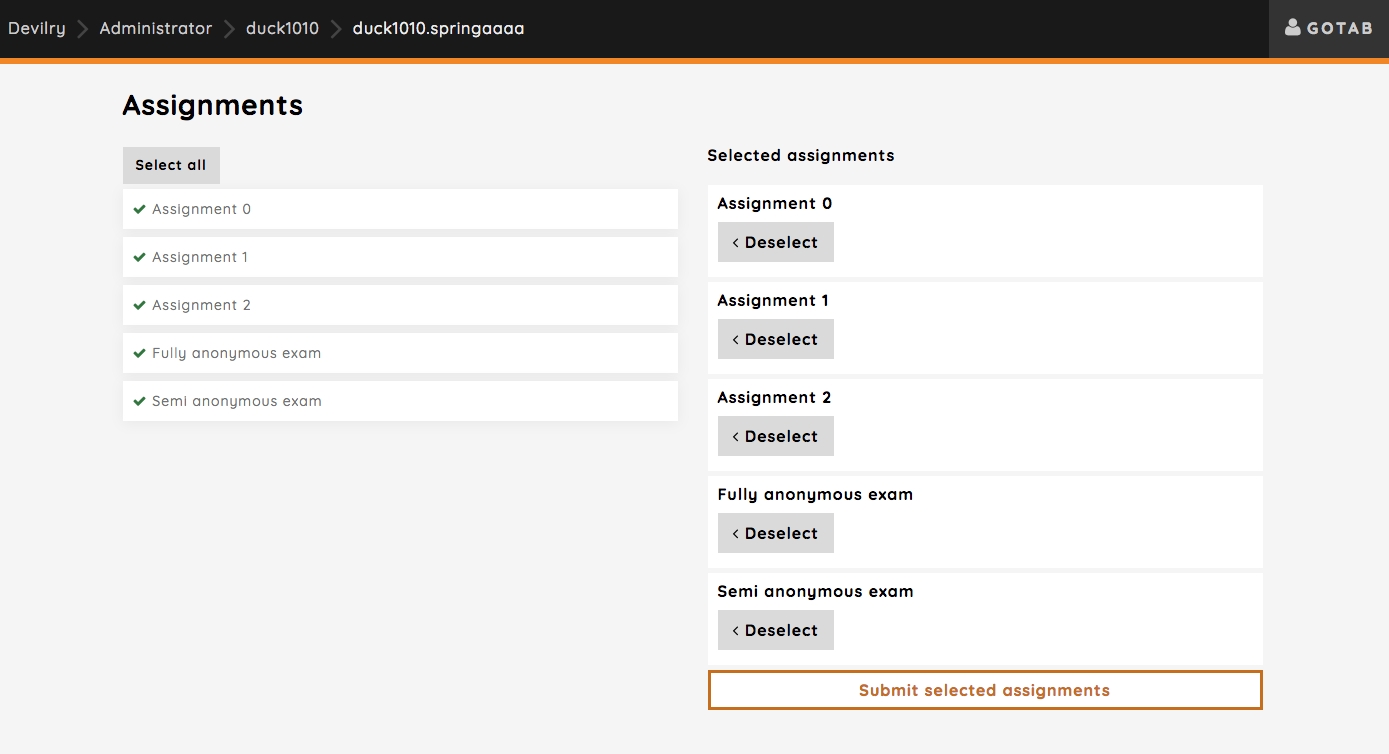 Devilry Administrator duck1010 duck1010.springaaaa GOTAB
Assignments
Select all
Assignment 0
Assignment 1
Assignment 2
Fully anonymous exam
Semi anonymous exam
Selected assignments
Assignment 0
Deselect
Assignment 1
Deselect
Assignment 2
Deselect
Fully anonymous exam
Deselect
Semi anonymous exam
Deselect
Submit selected assignments